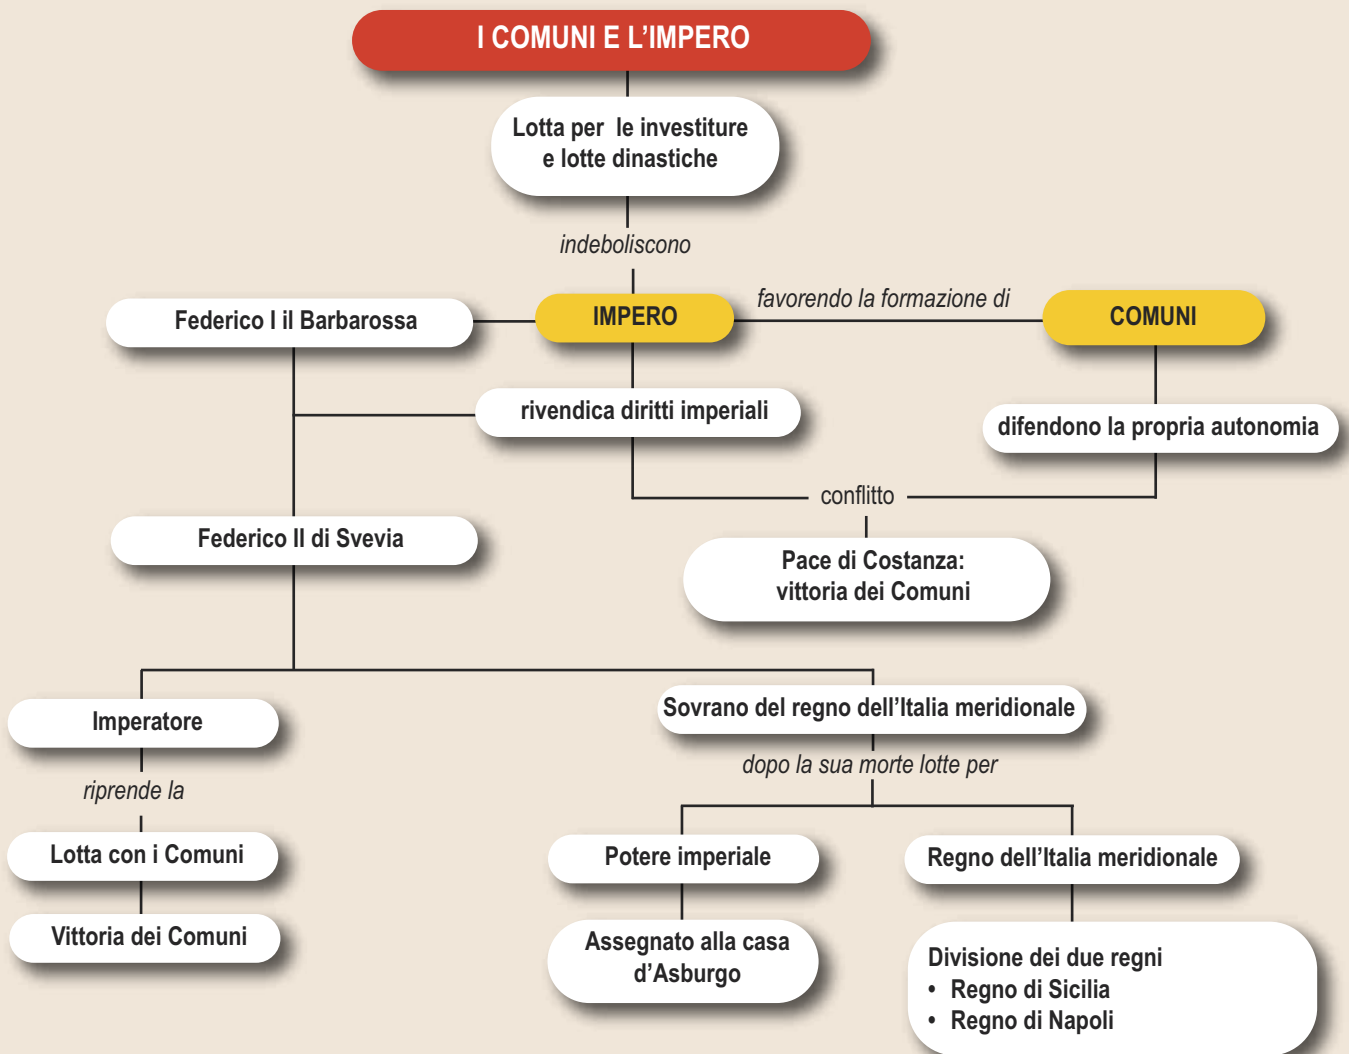 I COMUNI E L'IMPERO
Lotta per le investiture
e lotte dinastiche
indeboliscono
Federico I il Barbarossa
IMPERO
favorendo la formazione di
COMUNI
rivendica diritti imperiali
difendono la propria autonomia
conflitto
Federico II di Svevia
Pace di Costanza:
vittoria dei Comuni
Imperatore
Sovrano del regno dell'Italia meridionale
riprende la
dopo la sua morte lotte per
Lotta con i Comuni
Potere imperiale
Regno dell'Italia meridionale
Vittoria dei Comuni
Assegnato alla casa
d'Asburgo
Divisione dei due regni
• Regno di Sicilia
• Regno di Napoli